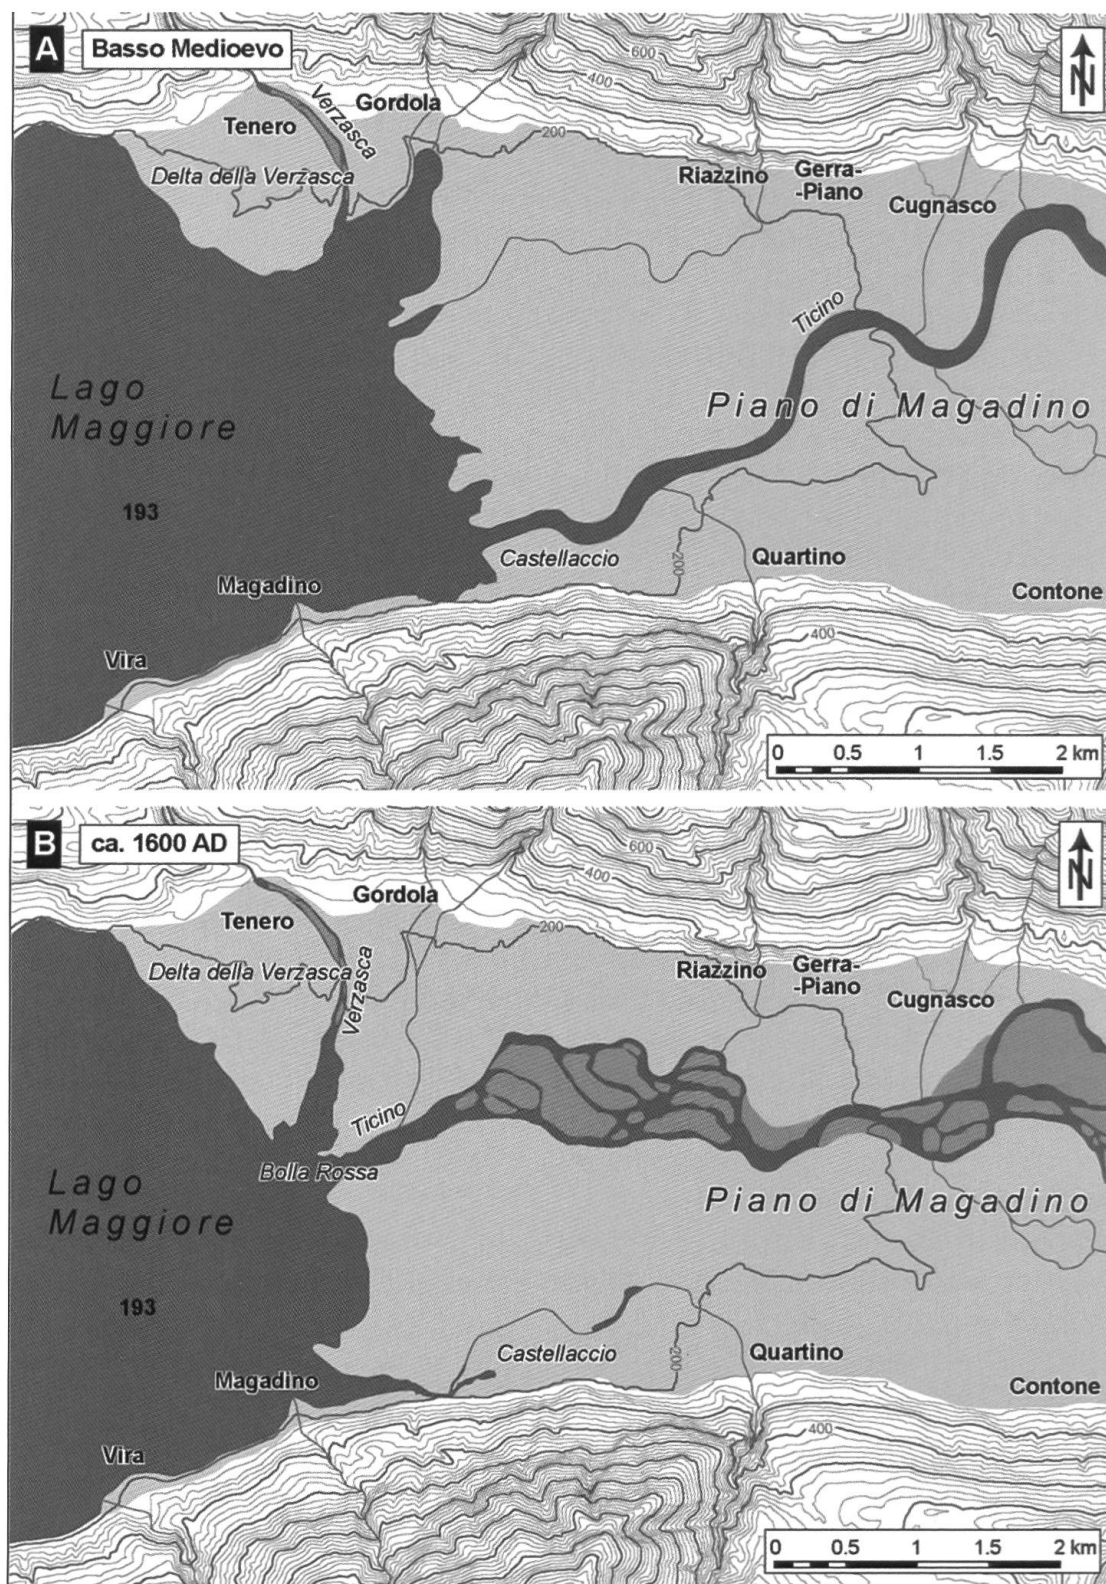 A
Basso Medioevo
N
600
400
Gordola
Verzasca
Tenero
200
Delta della Verzasca
Riazzino
Gerra-
-Piano
Cugnasco
Ticino
Lago
Maggiore
Piano di Magadino
193
Castellaccio
200
Quartino
Magadino
Contone
400
Vira
0 0.5 1 1.5 2 km
B
ca. 1600 AD
N
600
400
Gordola
Tenero
200
Delta della Verzasca
Verzasca
Riazzino
Gerra-
-Piano
Cugnasco
Ticino
Bolla Rossa
Lago
Maggiore
Piano di Magadino
193
Castellaccio
200
Quartino
Magadino
Contone
400
Vira
0 0.5 1 1.5 2 km